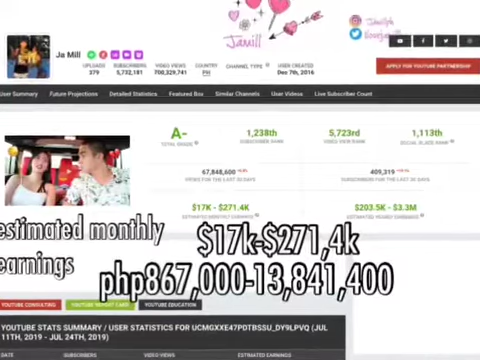 Jamill
Ja Mill
UPLOADS
379
SUBSCRIBERS
5,732,181
VIDEO VIEWS
700,329,741
COUNTRY
PH
CHANNEL TYPE
USER CREATED
Dec 7th, 2016
APPLY FOR YOUTUBE PARTNERSHIP
User Summary Future Projections Detailed Statistics Featured Box Similar Channels User Videos Live Subscriber Count
A- 1,238th 5,723rd 1,113th
TOTAL GRADE SUBSCRIBER RANK VIDEO VIEW RANK SOCIAL BLADE RANK
67,848,600 409,319
VIEWS FOR THE LAST 30 DAYS SUBSCRIBERS FOR THE LAST 30 DAYS
$17K - $271.4K $203.5K - $3.3M
ESTIMATED MONTHLY EARNINGS ESTIMATED YEARLY EARNINGS
estimated monthly
earnings
$17k-$271,4k
php867,000-13,841,400
YOUTUBE CONSULTING YOUTUBE REPORT CARD YOUTUBE EDUCATION
YOUTUBE STATS SUMMARY / USER STATISTICS FOR
11TH, 2019 - JUL 24TH, 2019)
DATE SUBSCRIBERS VIDEO VIEWS